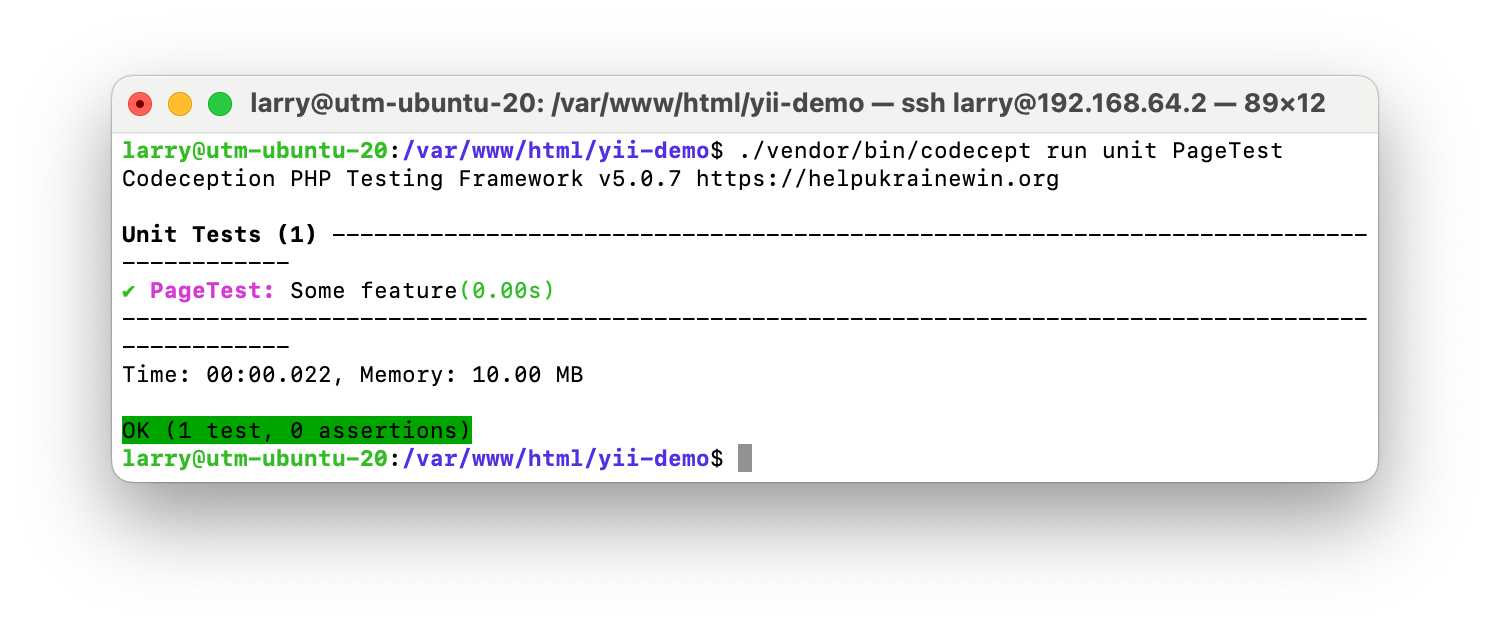 larry@utm-ubuntu-20: /var/www/html/yii-demo — ssh larry@192.168.64.2 — 89×12
larry@utm-ubuntu-20:/var/www/html/yii-demo$ ./vendor/bin/codecept run unit PageTest
Codeception PHP Testing Framework v5.0.7 https://helpukrainewin.org
Unit Tests (1) --------------------------------------------------------------------------
------------
✔ PageTest: Some feature(0.00s)
-----------------------------------------------------------------------------------------
------------
Time: 00:00.022, Memory: 10.00 MB
OK (1 test, 0 assertions)
larry@utm-ubuntu-20:/var/www/html/yii-demo$